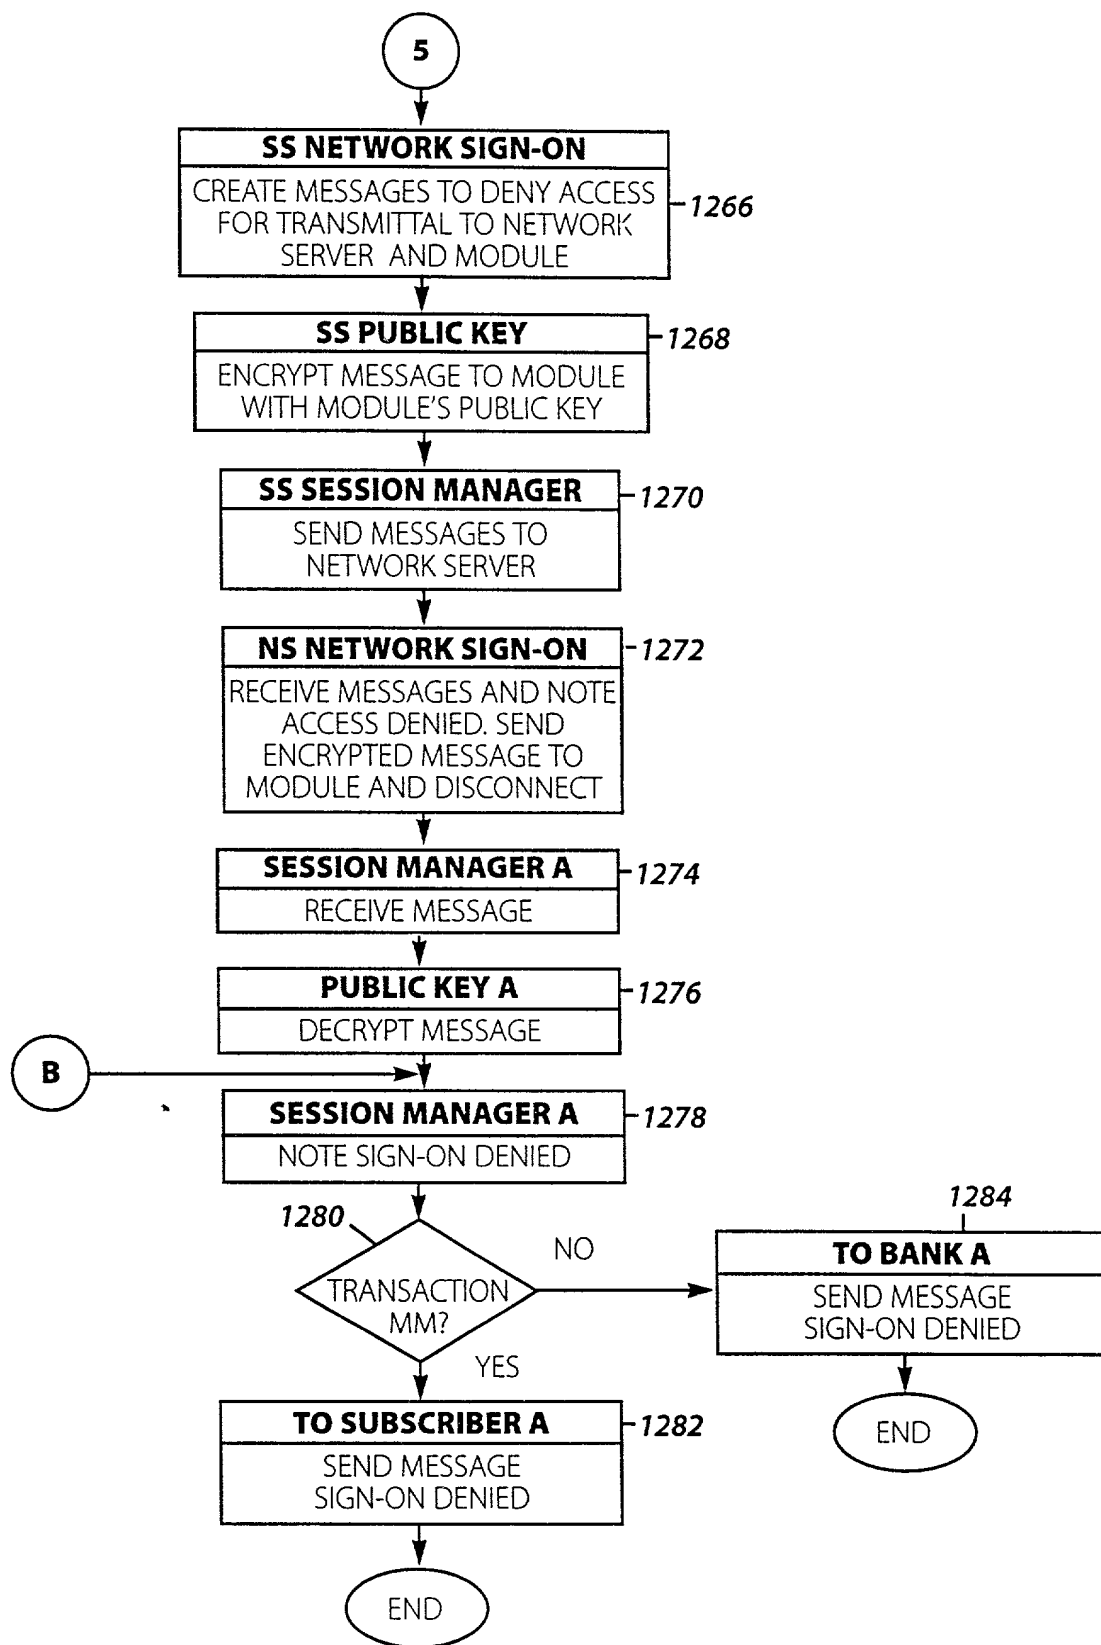 5
SS NETWORK SIGN-ON
CREATE MESSAGES TO DENY ACCESS
FOR TRANSMITTAL TO NETWORK
SERVER AND MODULE
1266
SS PUBLIC KEY
1268
ENCRYPT MESSAGE TO MODULE
WITH MODULE'S PUBLIC KEY
SS SESSION MANAGER
1270
SEND MESSAGES TO
NETWORK SERVER
NS NETWORK SIGN-ON
1272
RECEIVE MESSAGES AND NOTE
ACCESS DENIED. SEND
ENCRYPTED MESSAGE TO
MODULE AND DISCONNECT
SESSION MANAGER A
1274
RECEIVE MESSAGE
PUBLIC KEY A
1276
DECRYPT MESSAGE
B
SESSION MANAGER A
1278
NOTE SIGN-ON DENIED
1280
TRANSACTION
MM?
NO
1284
TO BANK A
SEND MESSAGE
SIGN-ON DENIED
END
YES
TO SUBSCRIBER A
1282
SEND MESSAGE
SIGN-ON DENIED
END